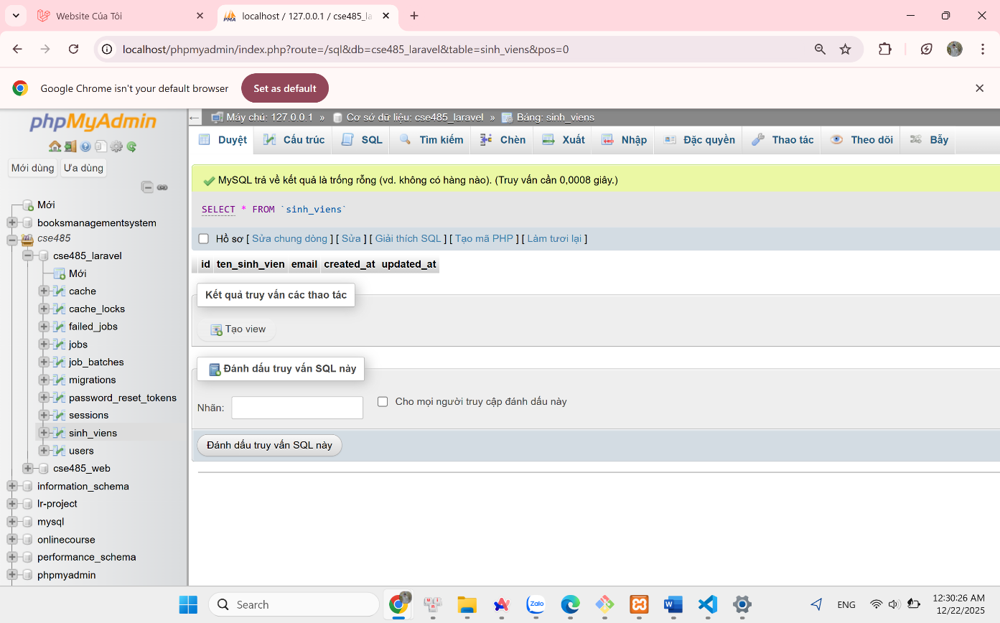 Website Của Tôi
localhost / 127.0.0.1 / cse485_la
localhost/phpmyadmin/index.php?route=/sql&db=cse485_laravel&table=sinh_viens&pos=0
Google Chrome isn't your default browser
Set as default
phpMyAdmin
Mới dùng
Ưa dùng
Mới
booksmanagementsystem
cse485
cse485_laravel
Mới
cache
cache_locks
failed_jobs
jobs
job_batches
migrations
password_reset_tokens
sessions
sinh_viens
users
cse485_web
information_schema
lr-project
mysql
onlinecourse
performance_schema
phpmyadmin
Máy chủ: 127.0.0.1 » Cơ sở dữ liệu: cse485_laravel » Bảng: sinh_viens
Duyệt Cấu trúc SQL Tìm kiếm Chèn Xuất Nhập Đặc quyền Thao tác Theo dõi Bẫy
MySQL trả về kết quả là trống rỗng (vd. không có hàng nào). (Truy vấn cần 0,0008 giây.)
SELECT * FROM `sinh_viens`
Hồ sơ [ Sửa chung dòng ] [ Sửa ] [ Giải thích SQL ] [ Tạo mã PHP ] [ Làm tươi lại ]
id ten_sinh_vien email created_at updated_at
Kết quả truy vấn các thao tác
Tạo view
Đánh dấu truy vấn SQL này
Nhãn:
Cho mọi người truy cập đánh dấu này
Đánh dấu truy vấn SQL này
Search
Zalo
ENG
12:30:26 AM
12/22/2025